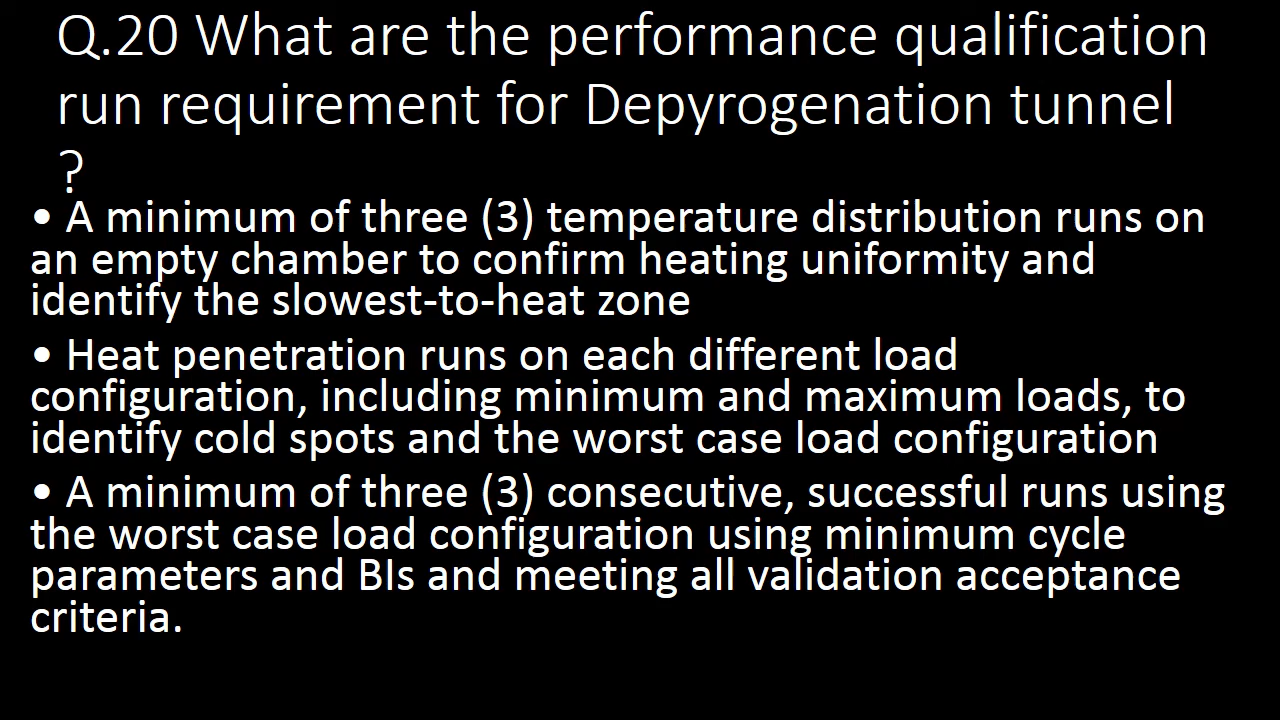 Q.20 What are the performance qualification
run requirement for Depyrogenation tunnel
?
• A minimum of three (3) temperature distribution runs on
an empty chamber to confirm heating uniformity and
identify the slowest-to-heat zone
• Heat penetration runs on each different load
configuration, including minimum and maximum loads, to
identify cold spots and the worst case load configuration
• A minimum of three (3) consecutive, successful runs using
the worst case load configuration using minimum cycle
parameters and BIs and meeting all validation acceptance
criteria.